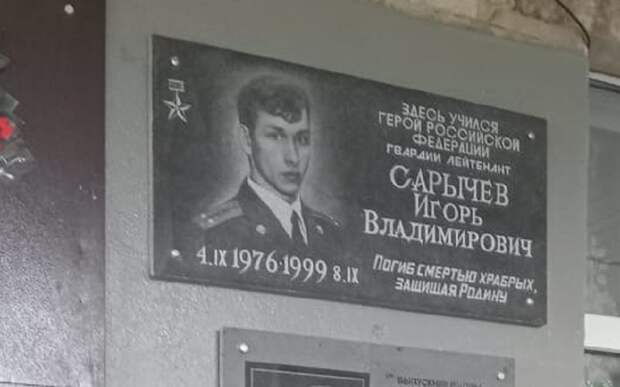 ЗДЕСЬ УЧИЛСЯ
ГЕРОЙ РОССИЙСКОЙ
ФЕДЕРАЦИИ
ГВАРДИИ ЛЕЙТЕНАНТ
САРЫЧЕВ
ИГОРЬ
ВЛАДИМИРОВИЧ
4.IX 1976-1999 8.IX
ПОГИБ СМЕРТЬЮ ХРАБРЫХ,
ЗАЩИЩАЯ РОДИНУ
ВЫПУСКНИК